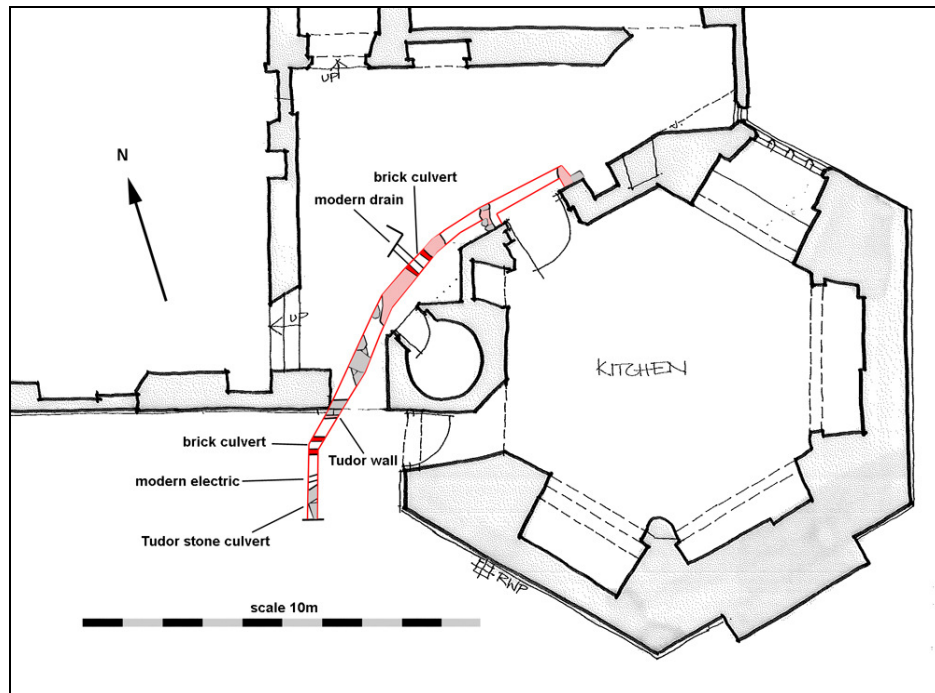 UP
N
brick culvert
modern drain
UP
KITCHEN
brick culvert
Tudor wall
modern electric
Tudor stone culvert
RWP
scale 10m